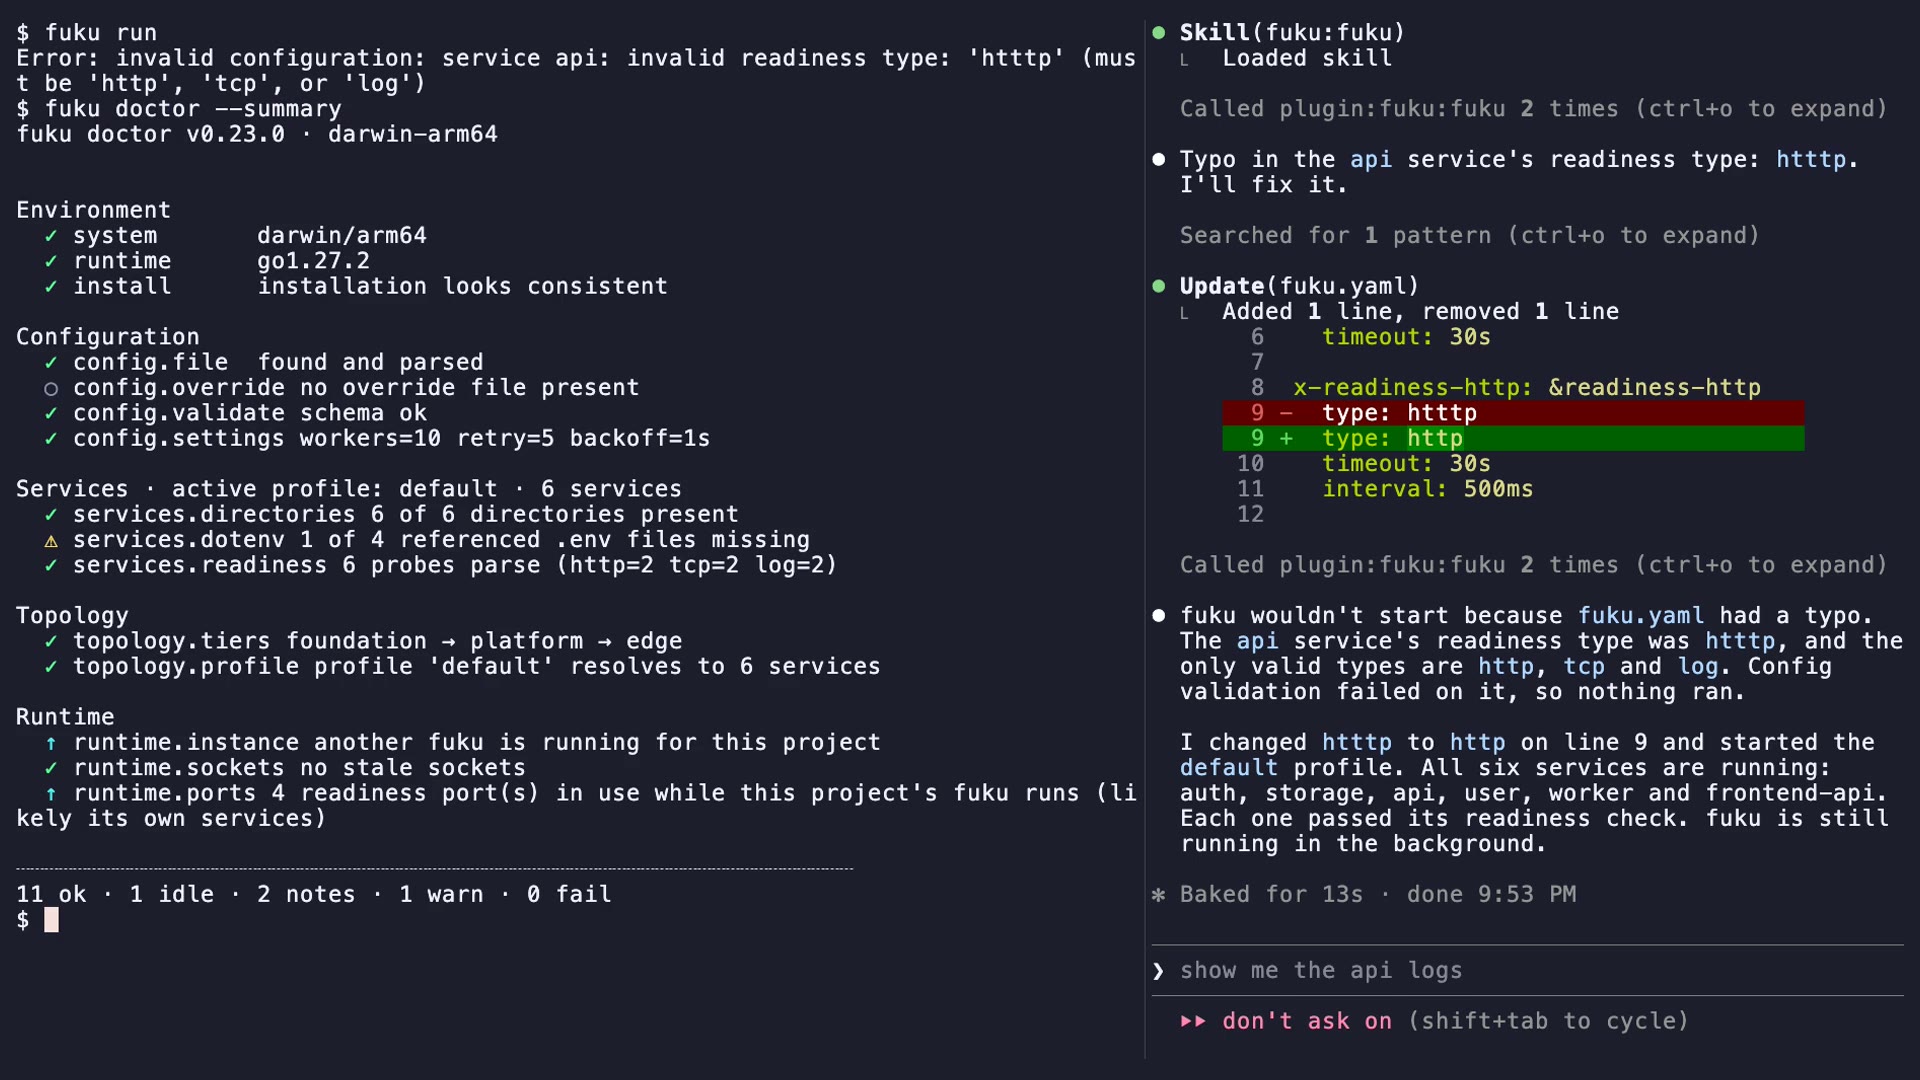 $ fuku run
Error: invalid configuration: service api: invalid readiness type: 'htttp' (mus
t be 'http', 'tcp', or 'log')
$ fuku doctor --summary
fuku doctor v0.23.0 · darwin-arm64
Environment
✓ system darwin/arm64
✓ runtime go1.27.2
✓ install installation looks consistent
Configuration
✓ config.file found and parsed
○ config.override no override file present
✓ config.validate schema ok
✓ config.settings workers=10 retry=5 backoff=1s
Services · active profile: default · 6 services
✓ services.directories 6 of 6 directories present
⚠ services.dotenv 1 of 4 referenced .env files missing
✓ services.readiness 6 probes parse (http=2 tcp=2 log=2)
Topology
✓ topology.tiers foundation → platform → edge
✓ topology.profile profile 'default' resolves to 6 services
Runtime
↑ runtime.instance another fuku is running for this project
✓ runtime.sockets no stale sockets
↑ runtime.ports 4 readiness port(s) in use while this project's fuku runs (li
kely its own services)
11 ok · 1 idle · 2 notes · 1 warn · 0 fail
$
● Skill(fuku:fuku)
└ Loaded skill
Called plugin:fuku:fuku 2 times (ctrl+o to expand)
● Typo in the api service's readiness type: htttp.
I'll fix it.
Searched for 1 pattern (ctrl+o to expand)
● Update(fuku.yaml)
└ Added 1 line, removed 1 line
6 timeout: 30s
7
8 x-readiness-http: &readiness-http
9 - type: htttp
9 + type: http
10 timeout: 30s
11 interval: 500ms
12
Called plugin:fuku:fuku 2 times (ctrl+o to expand)
● fuku wouldn't start because fuku.yaml had a typo.
The api service's readiness type was htttp, and the
only valid types are http, tcp and log. Config
validation failed on it, so nothing ran.
I changed htttp to http on line 9 and started the
default profile. All six services are running:
auth, storage, api, user, worker and frontend-api.
Each one passed its readiness check. fuku is still
running in the background.
✻ Baked for 13s · done 9:53 PM
❯ show me the api logs
⏵⏵ don't ask on (shift+tab to cycle)